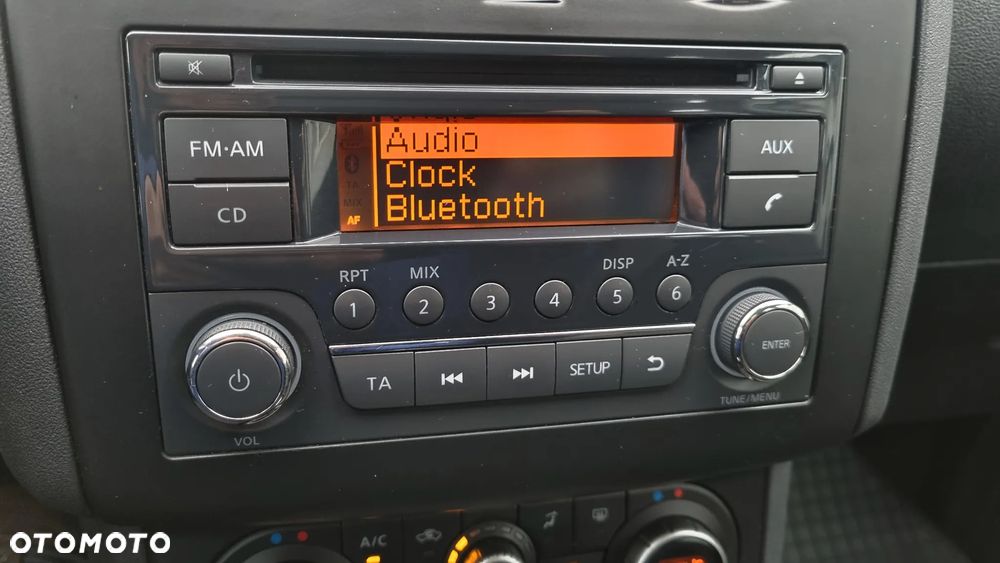 FM·AM
CD
TA
MIX
AF
Audio
Clock
Bluetooth
AUX
RPT
MIX
DISP
A-Z
1
2
3
4
5
6
TA
SETUP
ENTER
VOL
TUNE/MENU
A/C
OTOMOTO